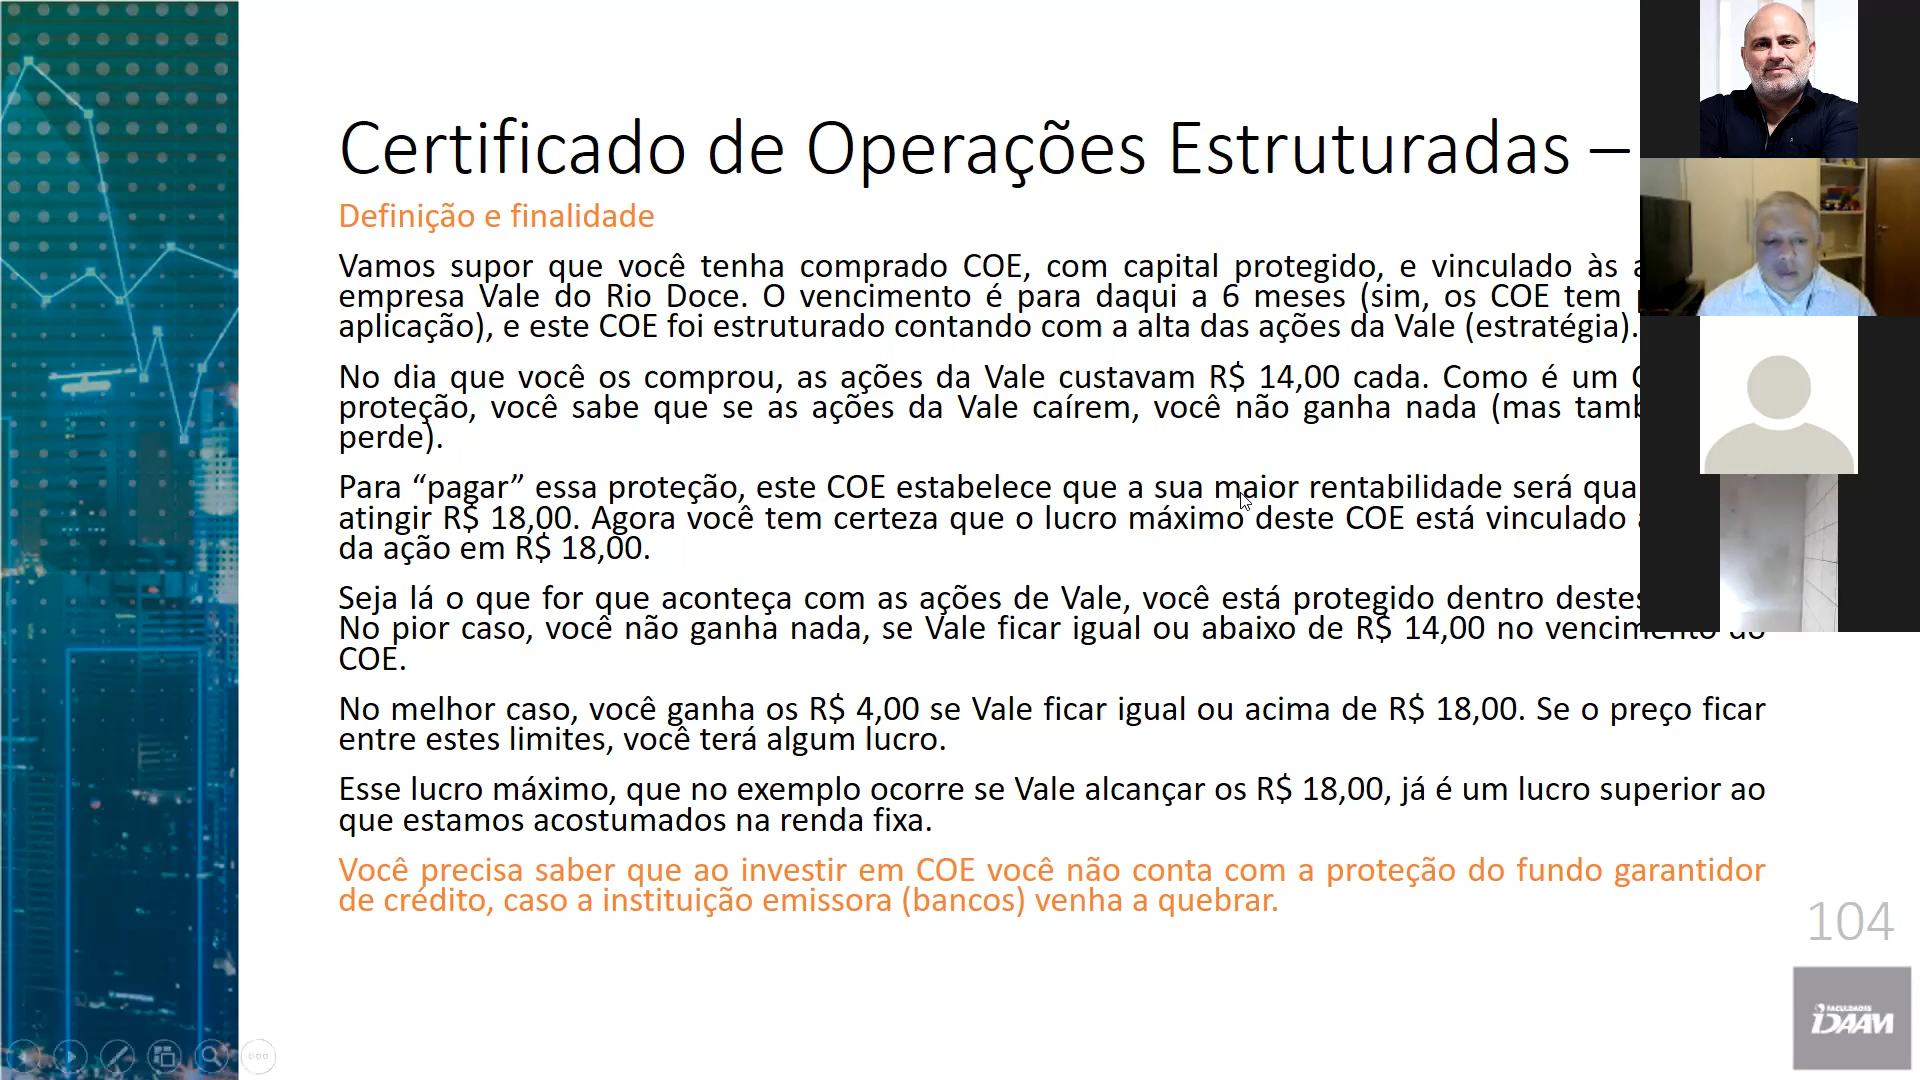 Certificado de Operações Estruturadas –
Definição e finalidade
Vamos supor que você tenha comprado COE, com capital protegido, e vinculado às
empresa Vale do Rio Doce. O vencimento é para daqui a 6 meses (sim, os COE tem
aplicação), e este COE foi estruturado contando com a alta das ações da Vale (estratégia).
No dia que você os comprou, as ações da Vale custavam R$ 14,00 cada. Como é um
proteção, você sabe que se as ações da Vale caírem, você não ganha nada (mas
perde).
Para “pagar” essa proteção, este COE estabelece que a sua maior rentabilidade será
atingir R$ 18,00. Agora você tem certeza que o lucro máximo deste COE está vinculado
da ação em R$ 18,00.
Seja lá o que for que aconteça com as ações de Vale, você está protegido dentro destes
No pior caso, você não ganha nada, se Vale ficar igual ou abaixo de R$ 14,00 no vencimento do
COE.
No melhor caso, você ganha os R$ 4,00 se Vale ficar igual ou acima de R$ 18,00. Se o preço ficar
entre estes limites, você terá algum lucro.
Esse lucro máximo, que no exemplo ocorre se Vale alcançar os R$ 18,00, já é um lucro superior ao
que estamos acostumados na renda fixa.
Você precisa saber que ao investir em COE você não conta com a proteção do fundo garantidor
de crédito, caso a instituição emissora (bancos) venha a quebrar.
104
FACULDADES
IDAAM